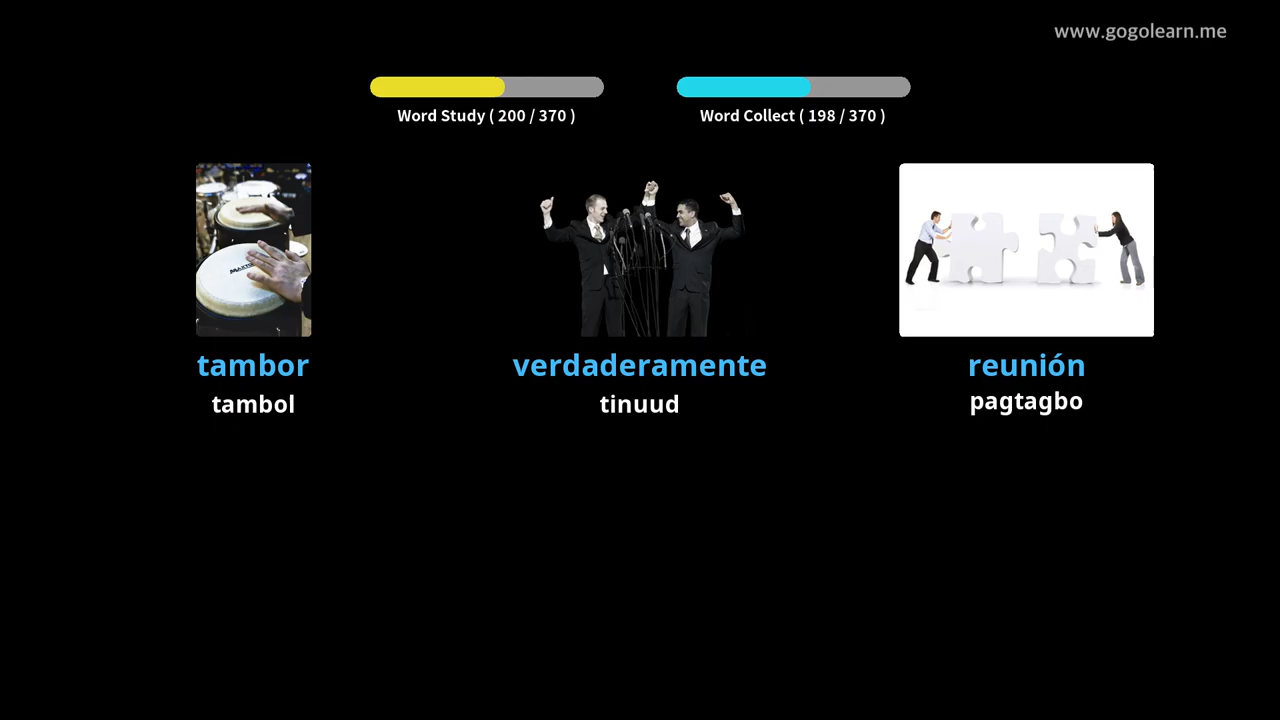 www.gogolearn.me
Word Study ( 200 / 370 )
Word Collect ( 198 / 370 )
tambor
tambol
verdaderamente
tinuud
reunión
pagtagbo